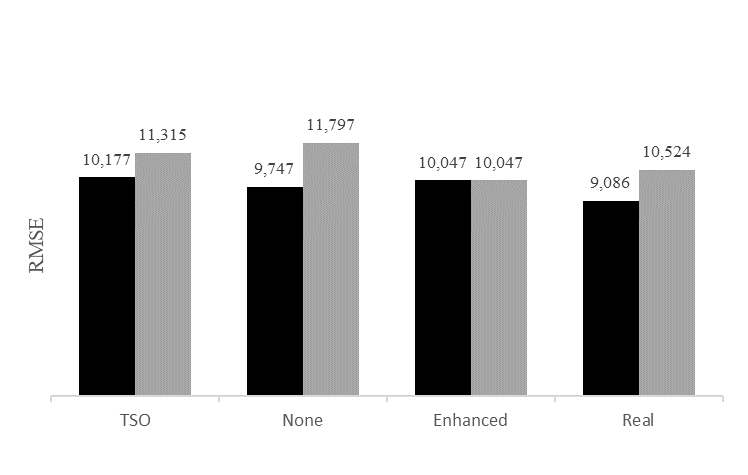 11,797
11,315
10,177
9,747
10,047
10,047
10,524
9,086
RMSE
TSO
None
Enhanced
Real